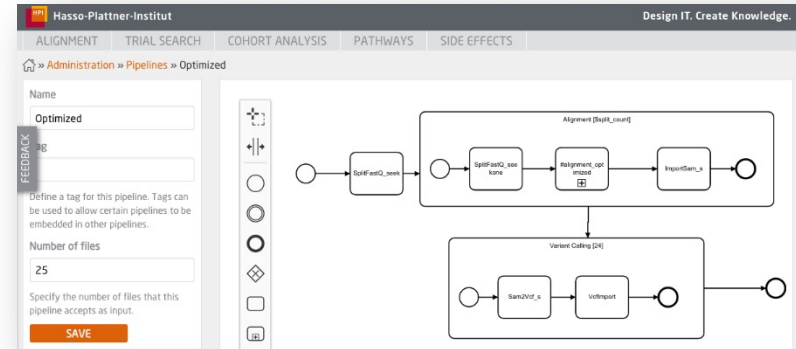 HPI Hasso-Plattner-Institut
Design IT. Create Knowledge.
ALIGNMENT TRIAL SEARCH COHORT ANALYSIS PATHWAYS SIDE EFFECTS
» Administration » Pipelines » Optimized
Name
Optimized
FEEDBACK
ag
Define a tag for this pipeline. Tags can
be used to allow certain pipelines to be
embedded in other pipelines.
Number of files
25
Specify the number of files that this
pipeline accepts as input.
SAVE
Alignment [$split_count]
SplitFastQ_seek
SplitFastQ_see
kone
#alignment_opt
imized
ImportSam_s
Variant Calling [24]
Sam2Vcf_s
VcfImport